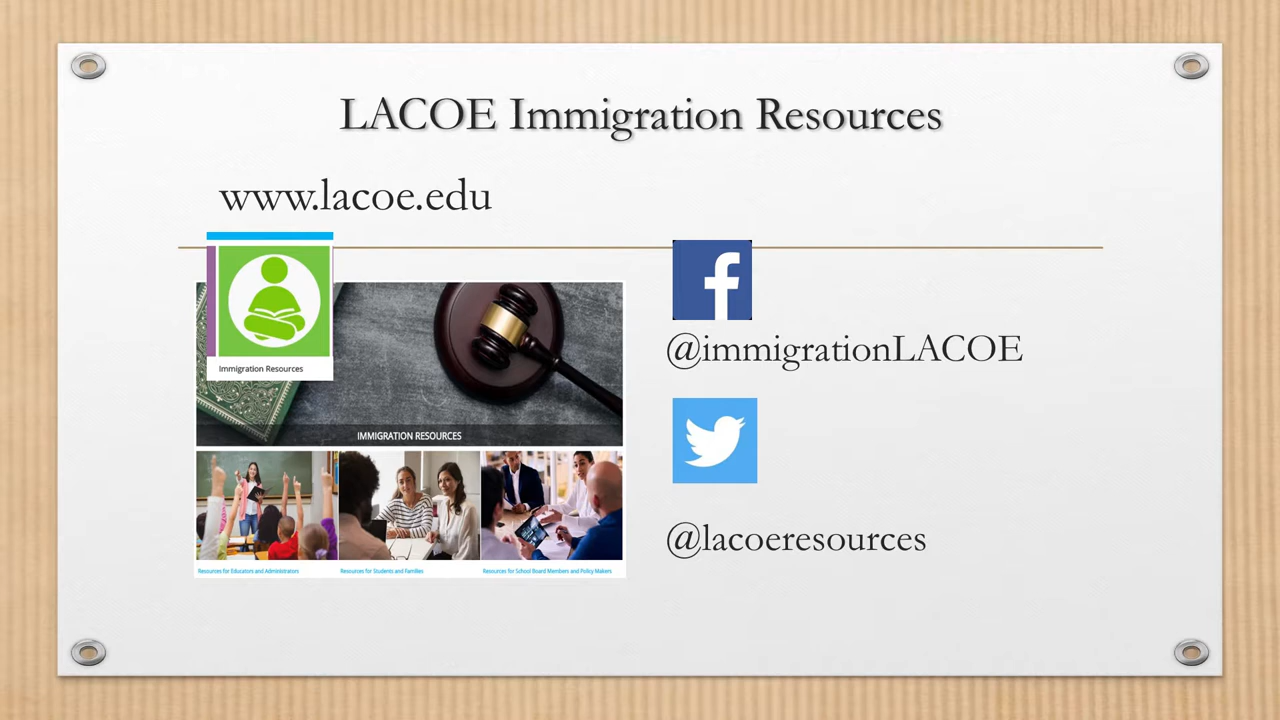 LACOE Immigration Resources
www.lacoe.edu
Immigration Resources
IMMIGRATION RESOURCES
Resources for Educators and Administrators
Resources for Students and Families
Resources for School Board Members and Policy Makers
@immigrationLACOE
@lacoeresources